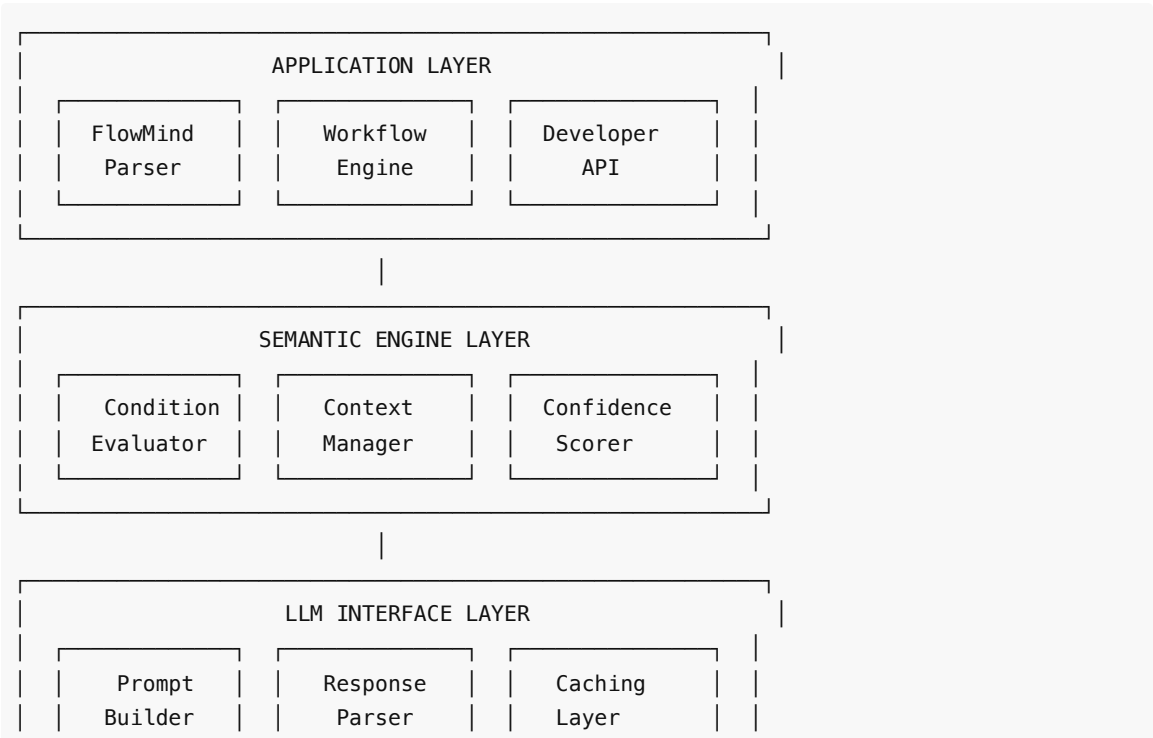 APPLICATION LAYER
FlowMind Workflow Developer
Parser Engine API
SEMANTIC ENGINE LAYER
Condition Context Confidence
Evaluator Manager Scorer
LLM INTERFACE LAYER
Prompt Response Caching
Builder Parser Layer